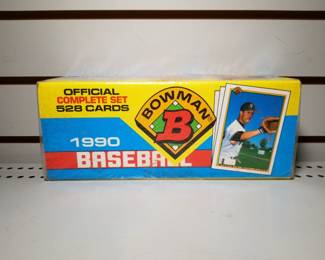 OFFICIAL
COMPLETE SET
528 CARDS
BOWMAN
B
1990
BASEBALL